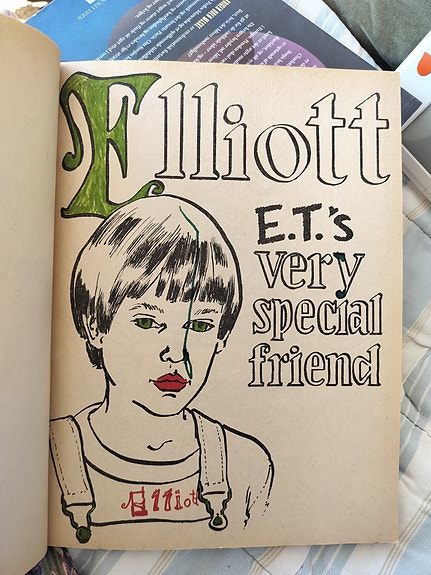 Elliott
E.T.'s
very
special
friend
Elliott